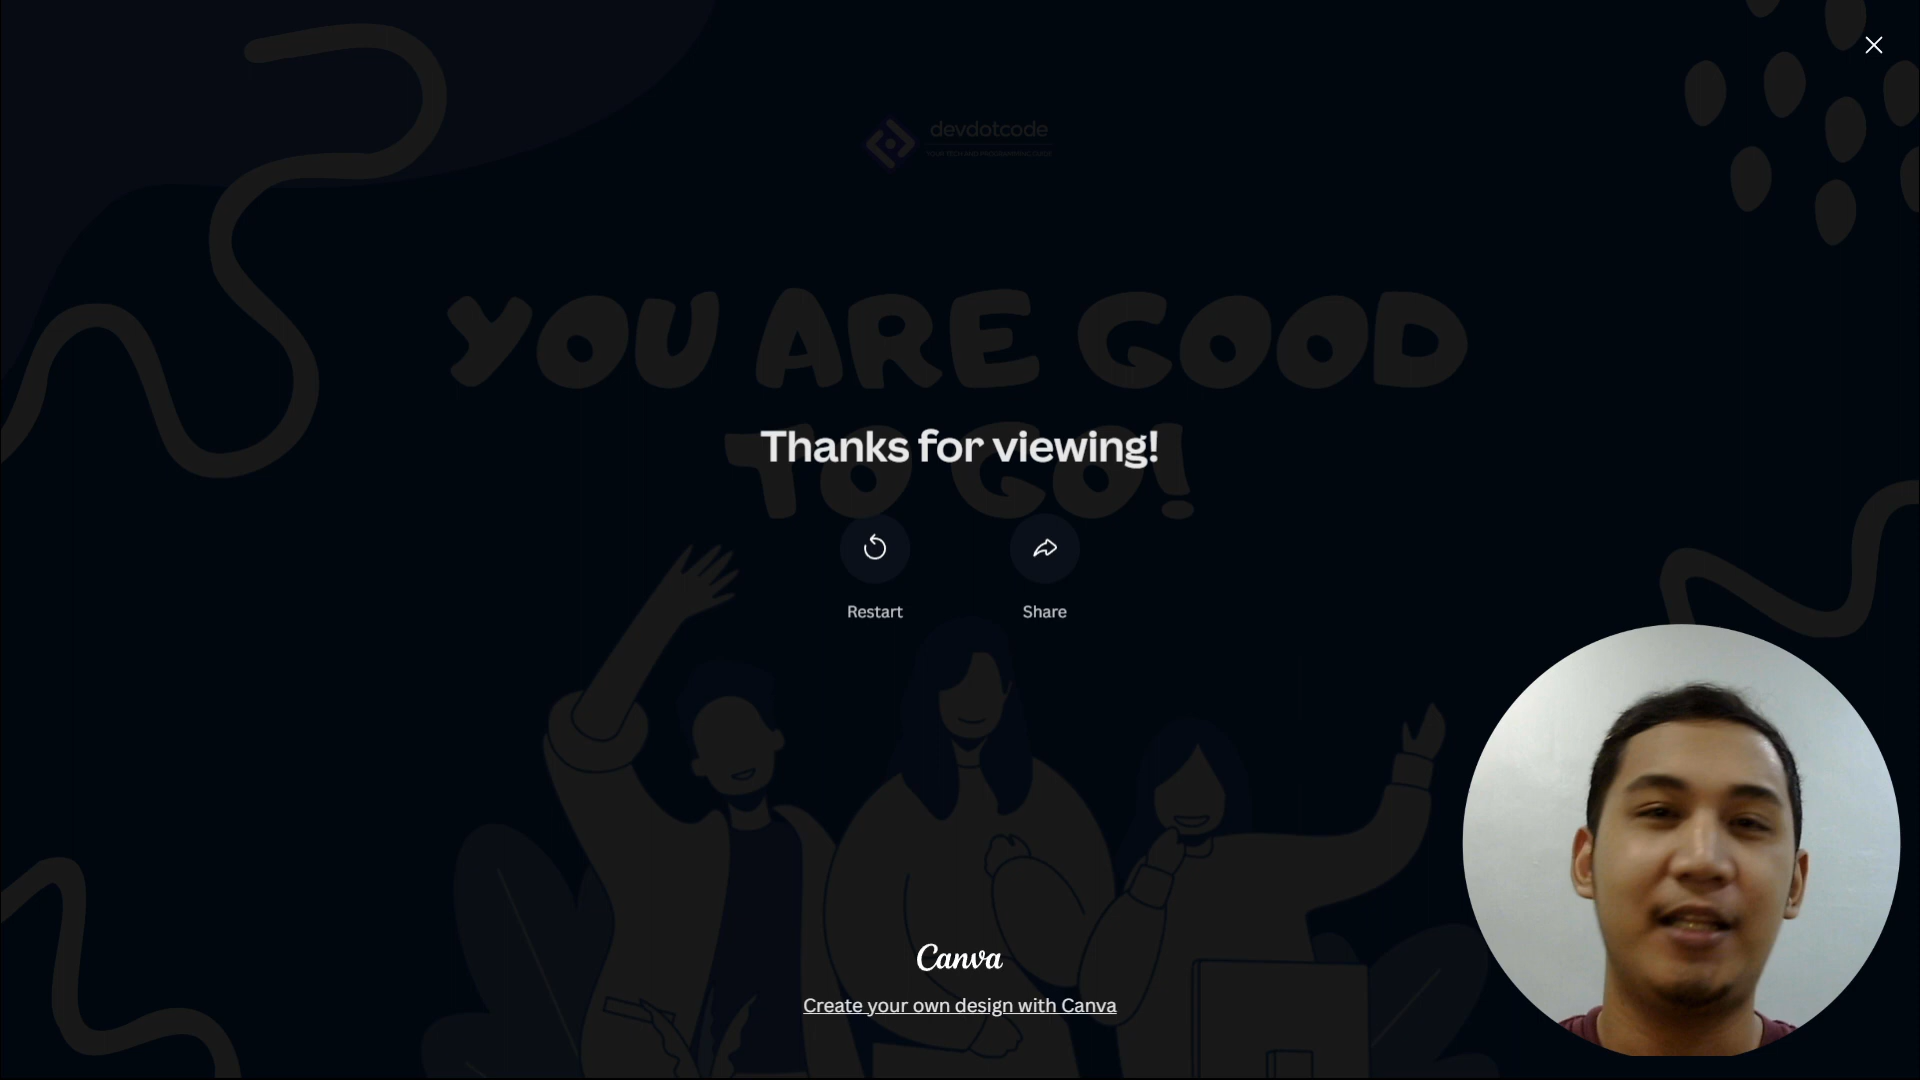 devdotcode
YOU ARE GOOD
TO GO!
Thanks for viewing!
Restart
Share
Canva
Create your own design with Canva